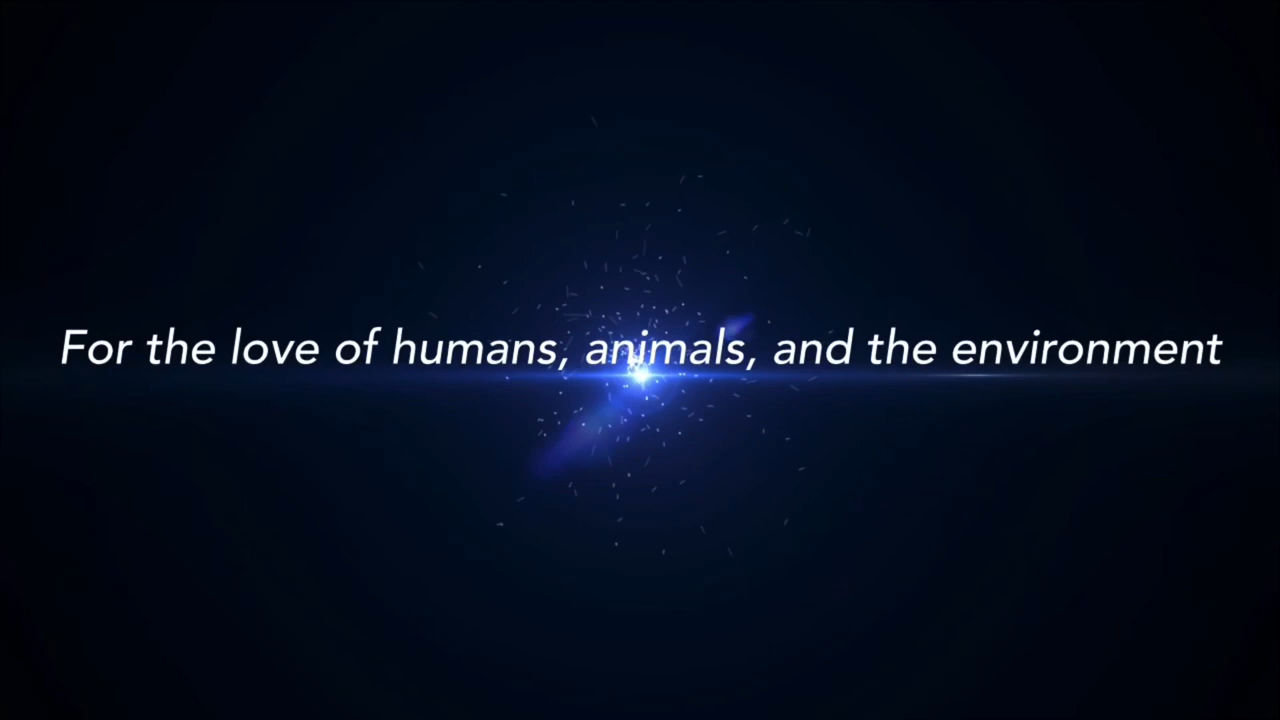 For the love of humans, animals, and the environment